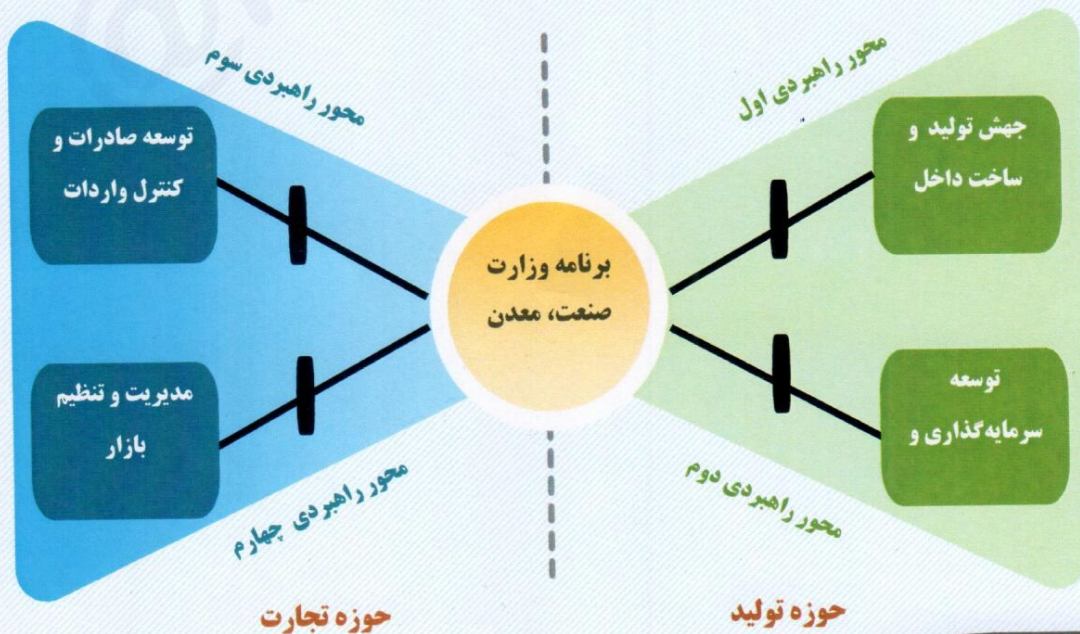 محور راهبردی اول
جهش تولید و
ساخت داخل
محور راهبردی سوم
توسعه صادرات و
کنترل واردات
برنامه وزارت
صنعت، معدن
توسعه
سرمایه‌گذاری و
محور راهبردی دوم
مدیریت و تنظیم
بازار
محور راهبردی چهارم
حوزه تولید
حوزه تجارت